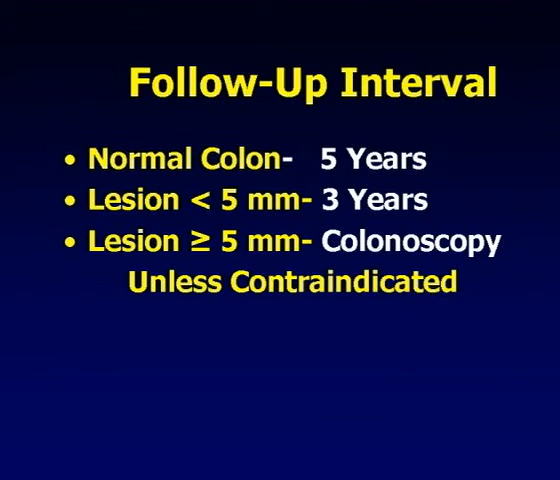 Follow-Up Interval
• Normal Colon- 5 Years
• Lesion < 5 mm- 3 Years
• Lesion ≥ 5 mm- Colonoscopy
Unless Contraindicated